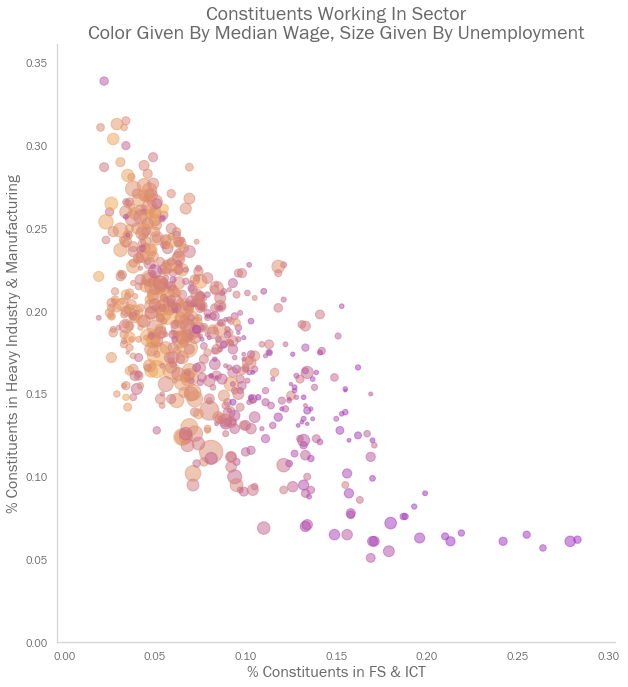 Constituents Working In Sector
Color Given By Median Wage, Size Given By Unemployment
% Constituents in Heavy Industry & Manufacturing
0.35
0.30
0.25
0.20
0.15
0.10
0.05
0.00
0.00 0.05 0.10 0.15 0.20 0.25 0.30
% Constituents in FS & ICT